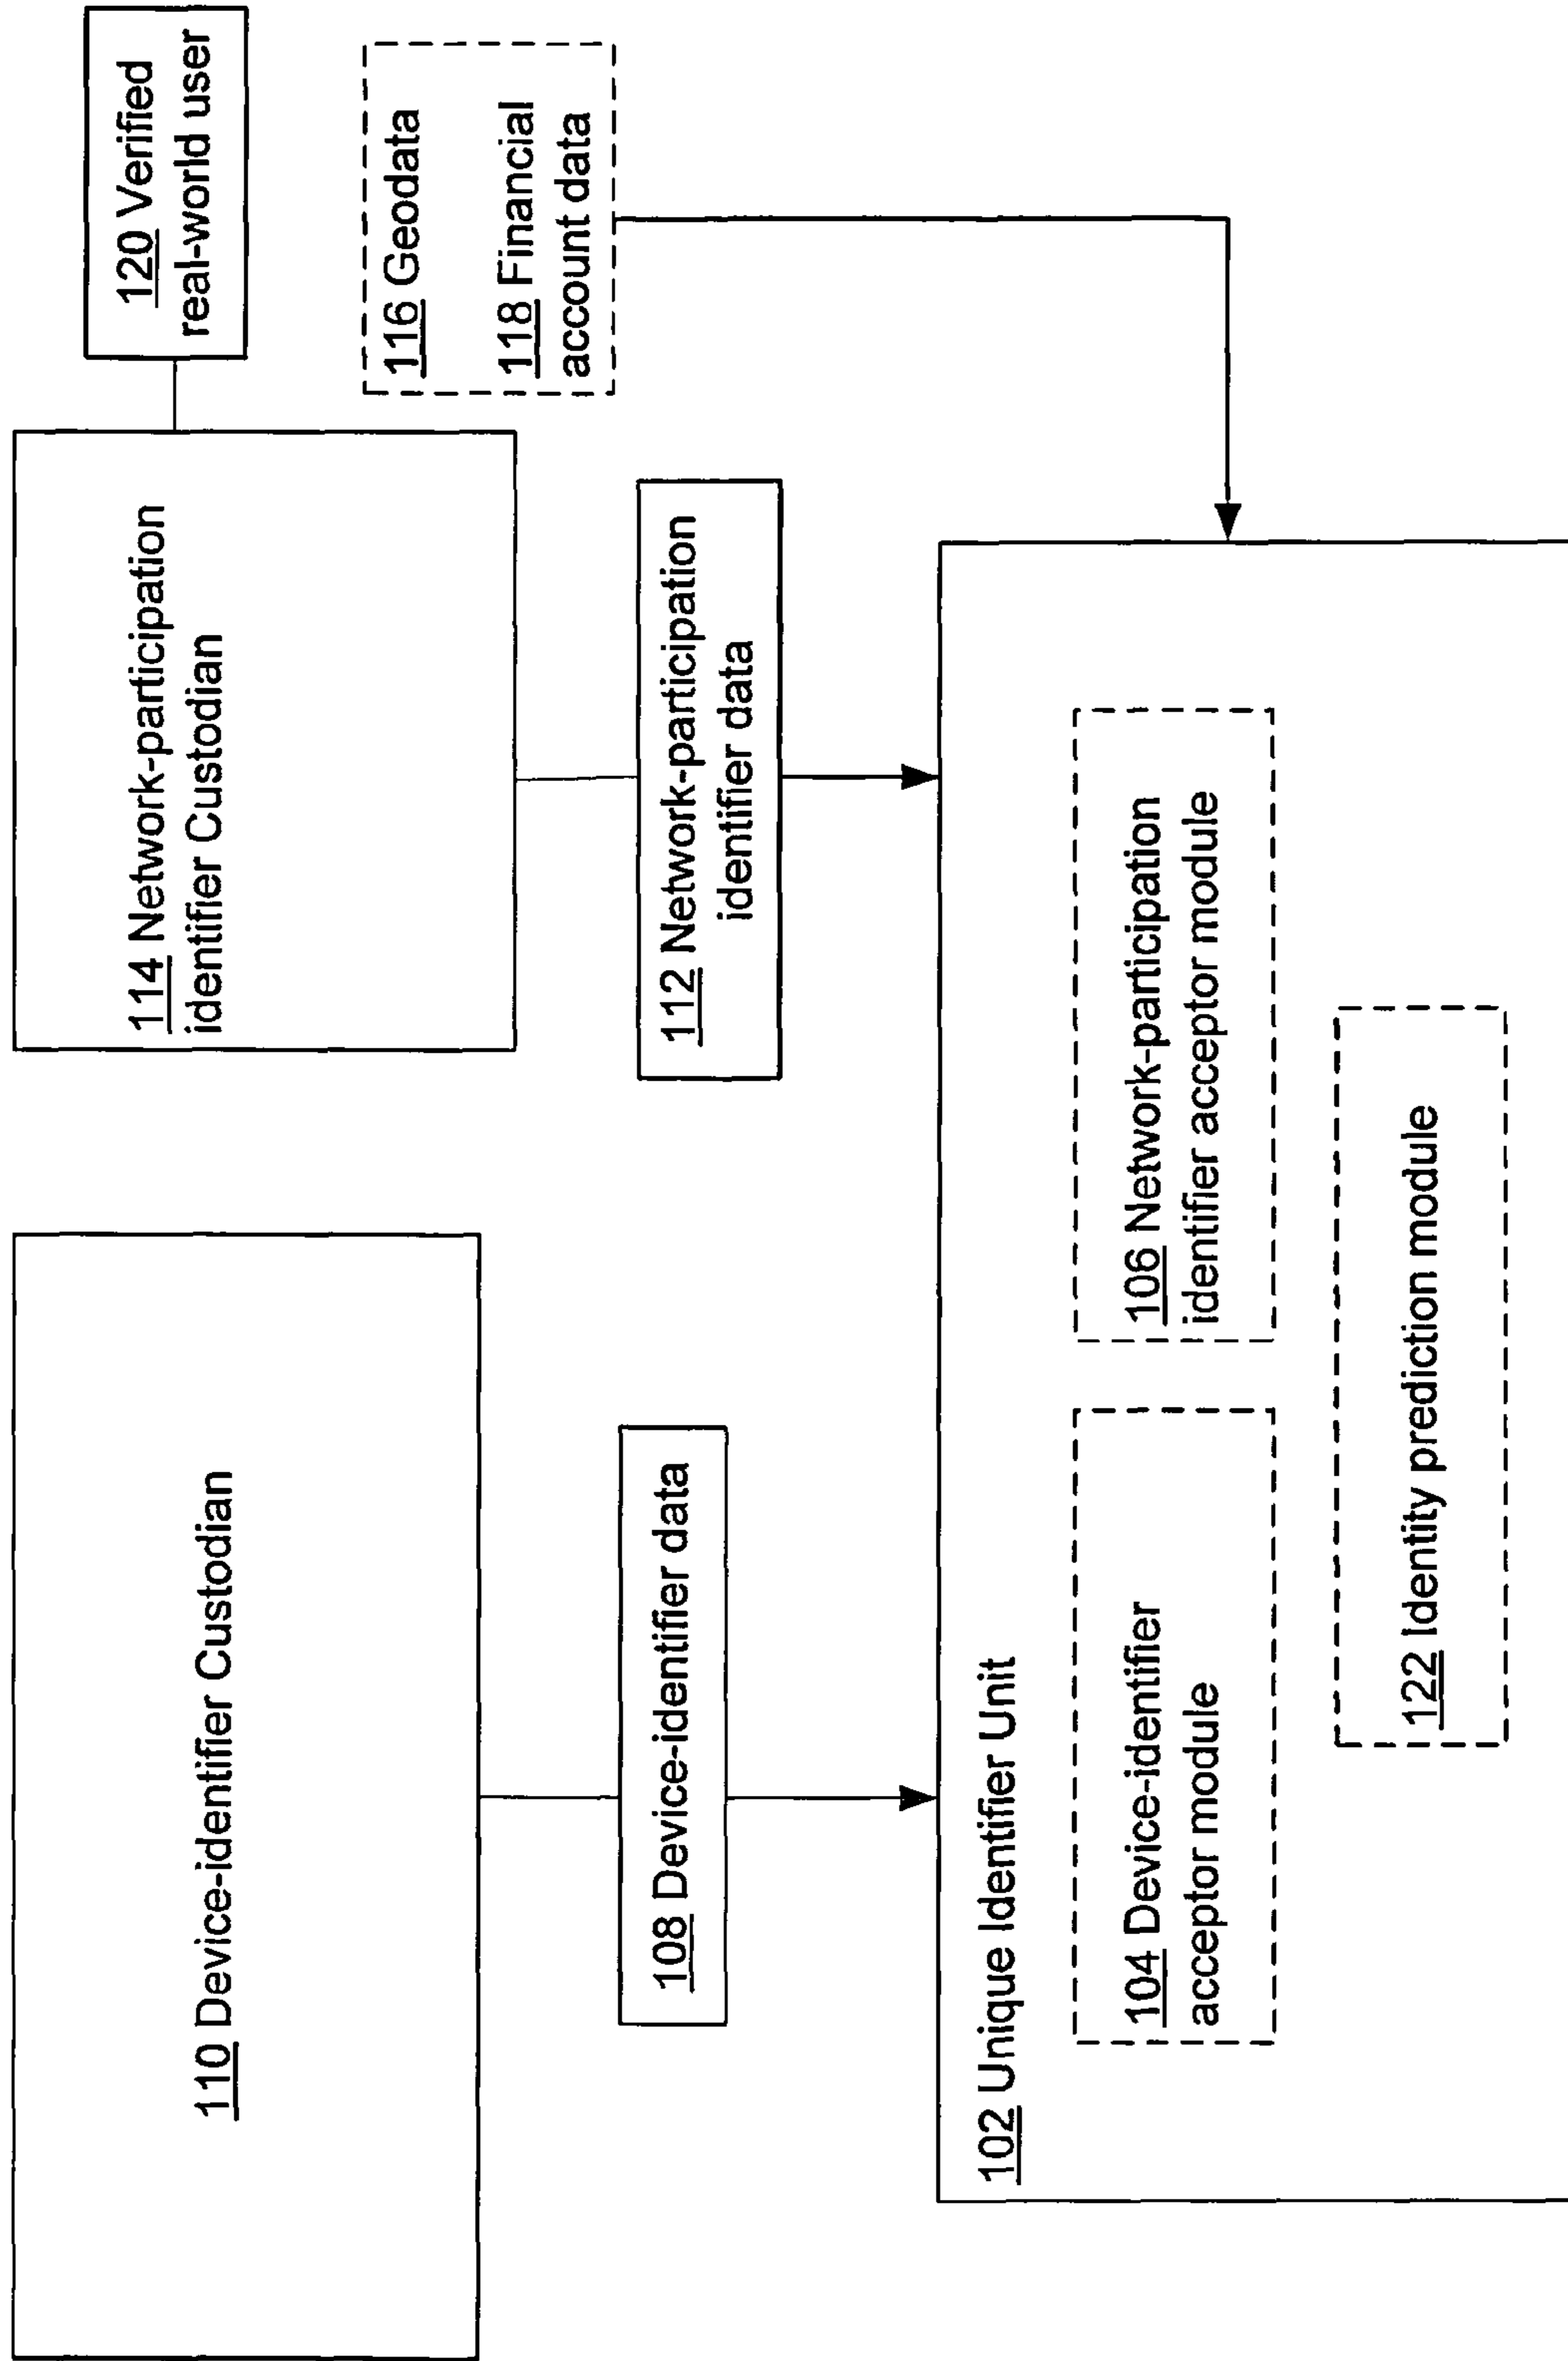 110 Device-identifier Custodian
114 Network-participation
identifier Custodian
120 Verified
real-world user
108 Device-identifier data
112 Network-participation
identifier data
116 Geodata
118 Financial
account data
102 Unique Identifier Unit
104 Device-identifier
acceptor module
106 Network-participation
identifier acceptor module
122 Identity prediction module